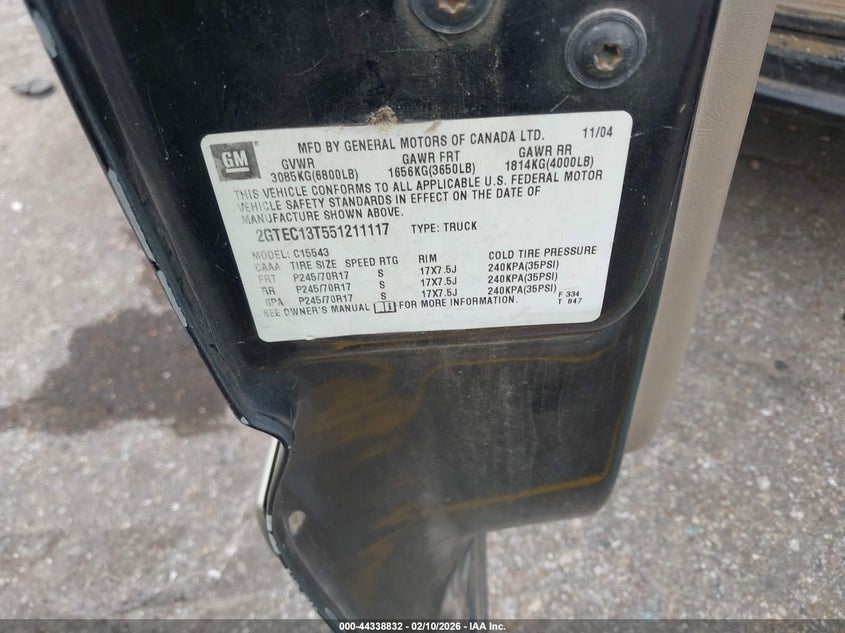 GM
MFD BY GENERAL MOTORS OF CANADA LTD. 11/04
GVWR GAWR FRT GAWR RR
3085KG(6800LB) 1656KG(3650LB) 1814KG(4000LB)
THIS VEHICLE CONFORMS TO ALL APPLICABLE U.S. FEDERAL MOTOR
VEHICLE SAFETY STANDARDS IN EFFECT ON THE DATE OF
MANUFACTURE SHOWN ABOVE.
2GTEC13T551211117 TYPE: TRUCK
MODEL: C15543
CAAA TIRE SIZE SPEED RTG RIM COLD TIRE PRESSURE
FRT P245/70R17 S 17X7.5J 240KPA(35PSI)
RR P245/70R17 S 17X7.5J 240KPA(35PSI)
SPA P245/70R17 S 17X7.5J 240KPA(35PSI)
SEE OWNER'S MANUAL FOR MORE INFORMATION.
F 334
T 847
000-44338832 - 02/10/2026 - IAA Inc.